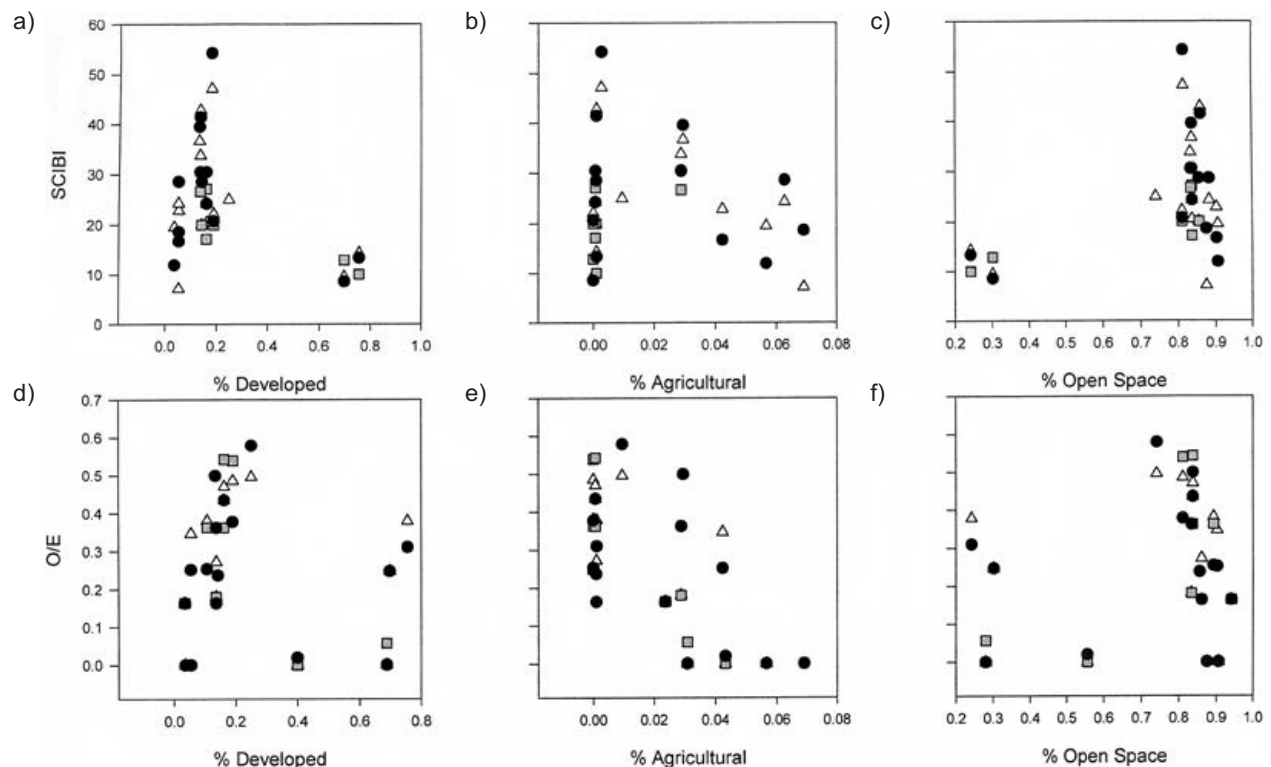 a)
b)
c)
60
50
40
30
20
10
0
SCIBI
0.0 0.2 0.4 0.6 0.8 1.0
0.00 0.02 0.04 0.06 0.08
0.2 0.3 0.4 0.5 0.6 0.7 0.8 0.9 1.0
% Developed
% Agricultural
% Open Space
d)
e)
f)
0.7
0.6
0.5
0.4
0.3
0.2
0.1
0.0
O/E
0.0 0.2 0.4 0.6 0.8
0.00 0.02 0.04 0.06 0.08
0.2 0.3 0.4 0.5 0.6 0.7 0.8 0.9 1.0
% Developed
% Agricultural
% Open Space